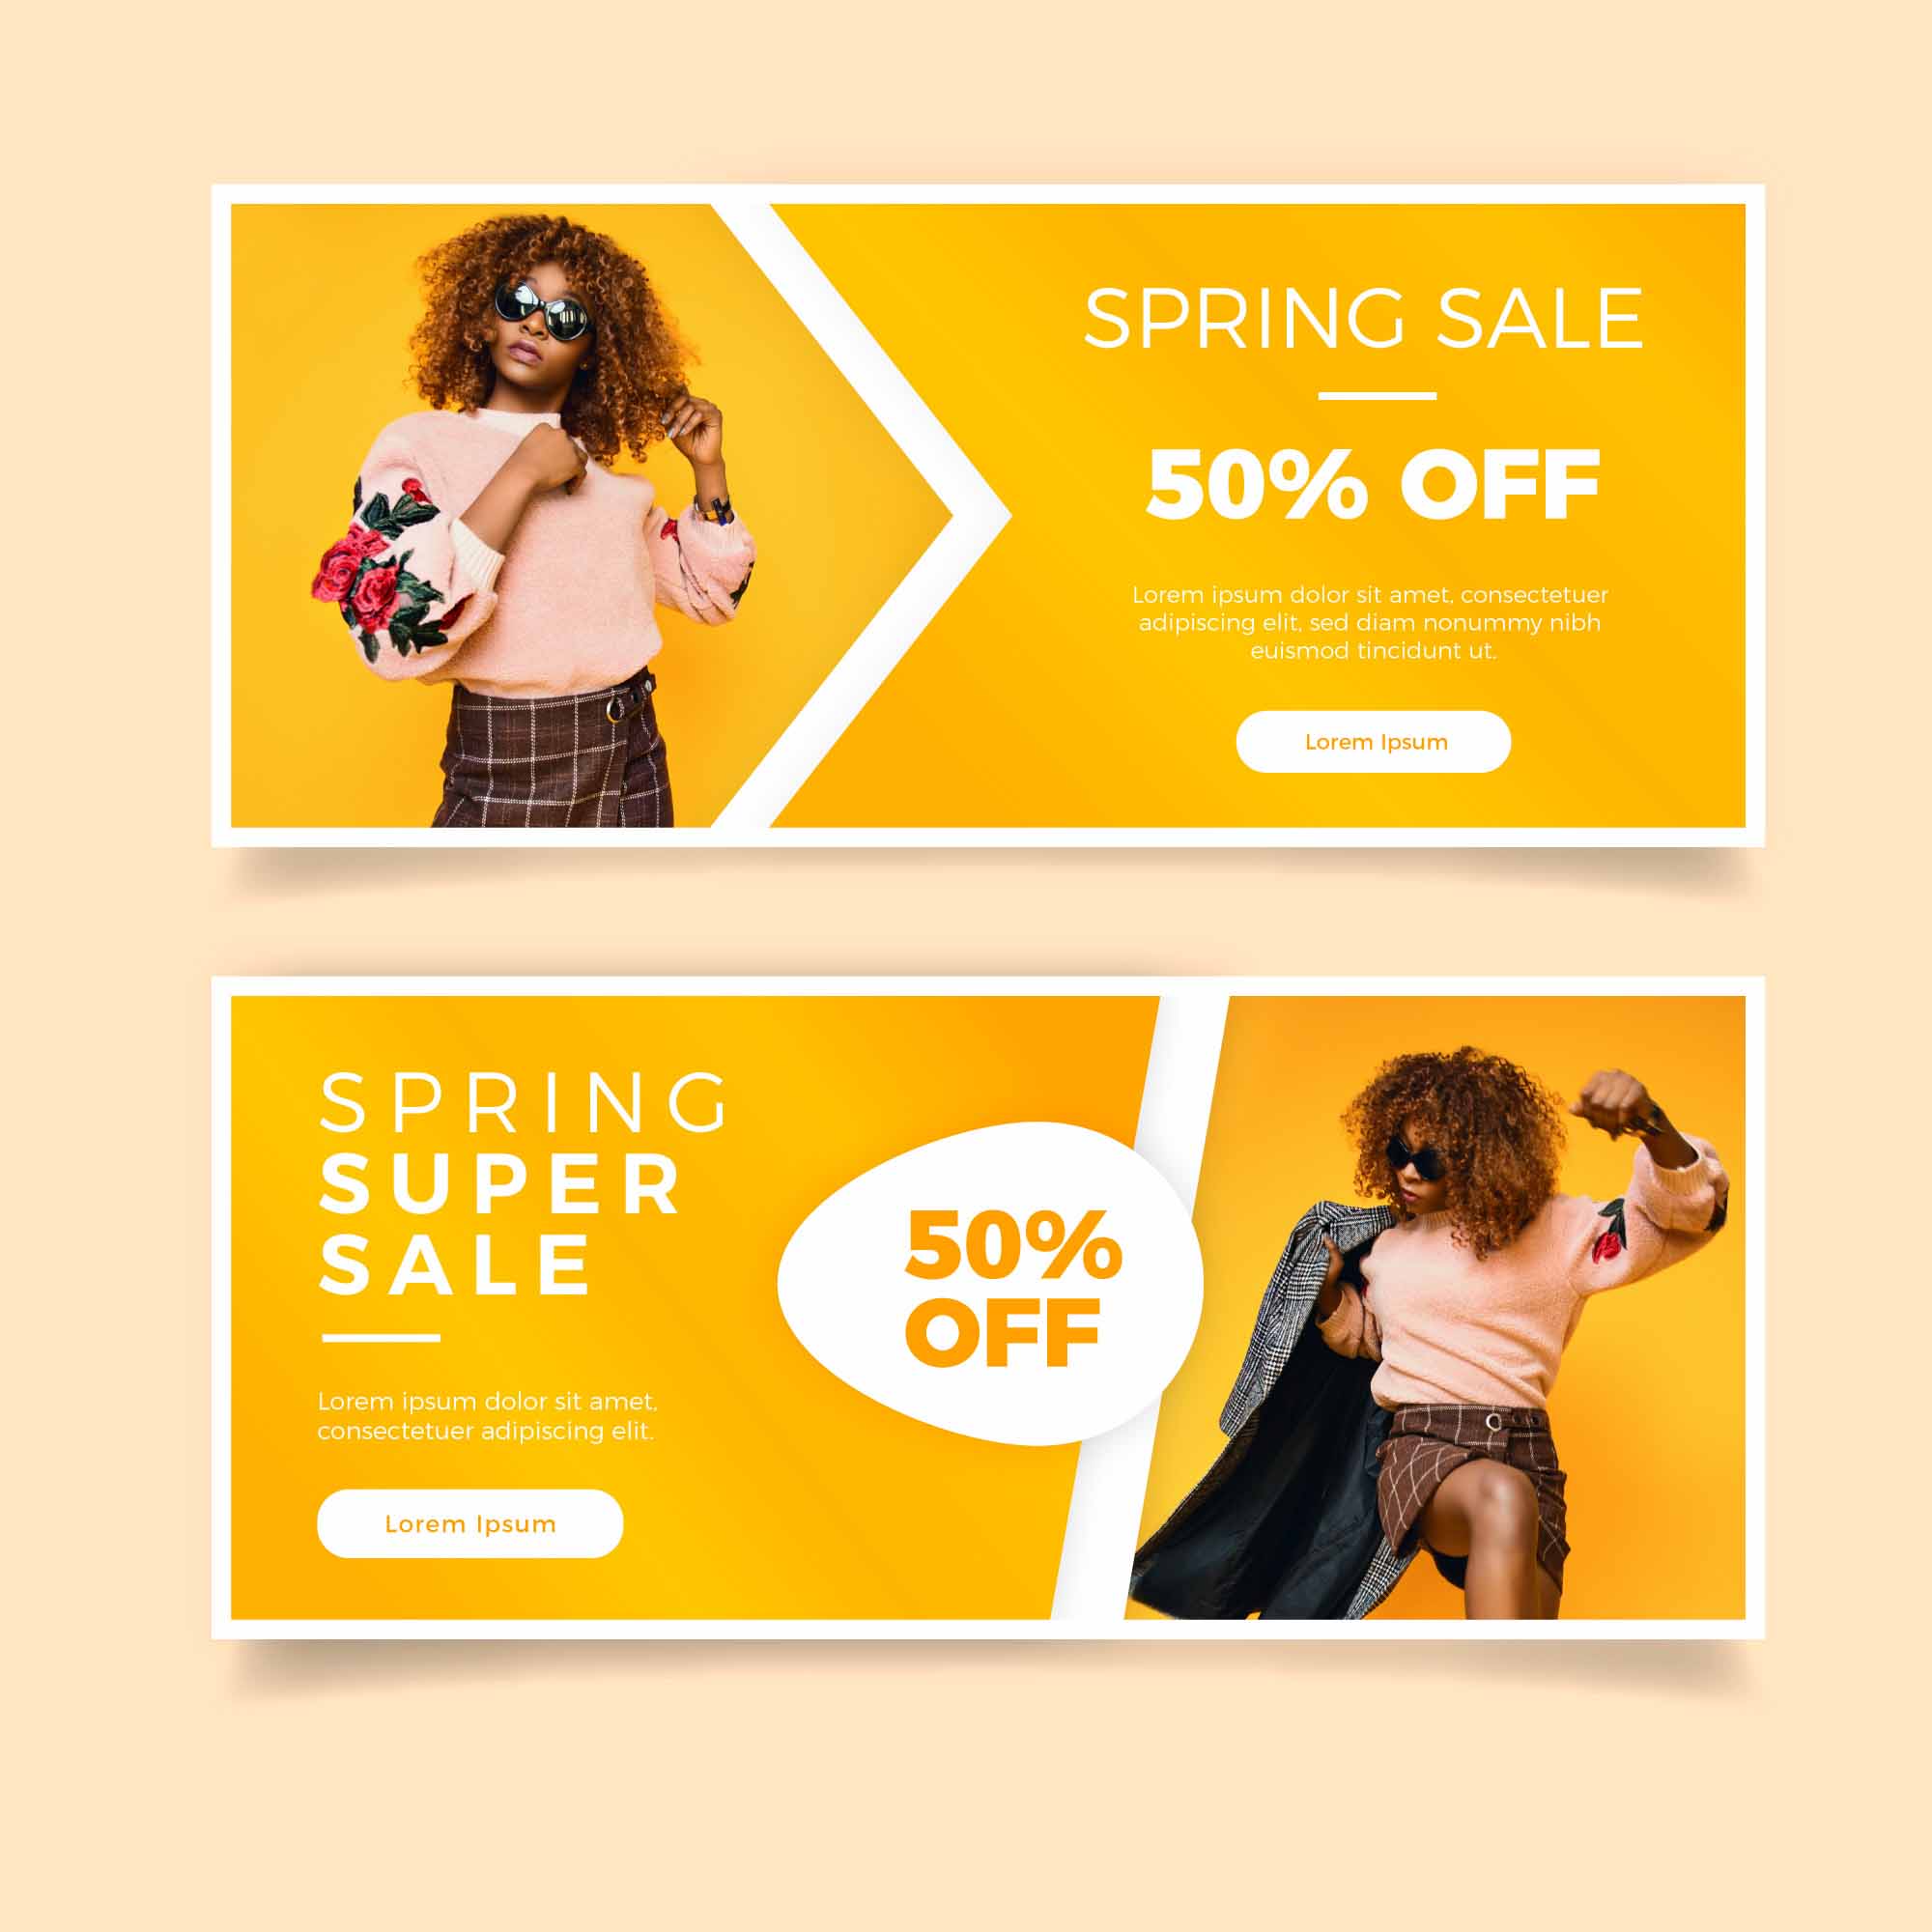 SPRING SALE
50% OFF
Lorem ipsum dolor sit amet, consectetuer
adipiscing elit, sed diam nonummy nibh
euismod tincidunt ut.
Lorem Ipsum
SPRING
SUPER
SALE
Lorem ipsum dolor sit amet,
consectetuer adipiscing elit.
Lorem Ipsum
50%
OFF